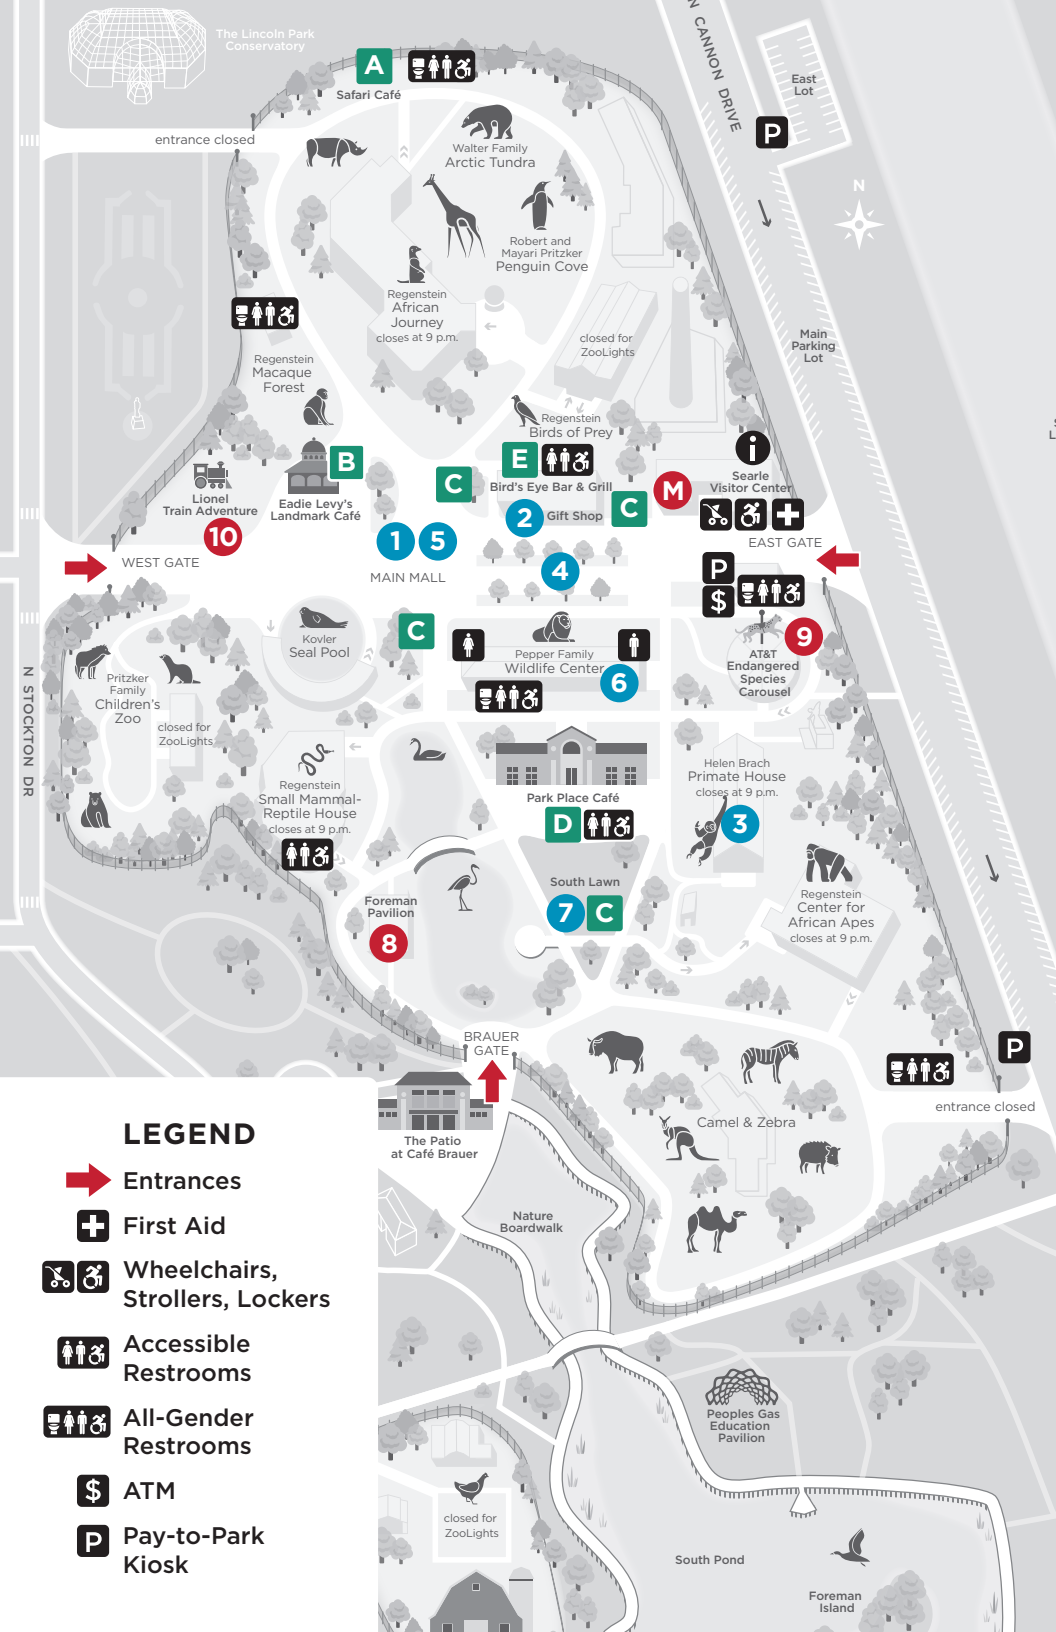 The Lincoln Park
Conservatory
A
Safari Café
N CANNON DRIVE
East
Lot
P
entrance closed
Walter Family
Arctic Tundra
N
Robert and
Mayari Pritzker
Penguin Cove
Regenstein
African
Journey
closes at 9 p.m.
closed for
ZooLights
Main
Parking
Lot
Regenstein
Macaque
Forest
Regenstein
Birds of Prey
B
E
C
Bird's Eye Bar & Grill
i
Searle
Visitor Center
M
C
Lionel
Train Adventure
10
Eadie Levy's
Landmark Café
2
Gift Shop
1
5
EAST GATE
WEST GATE
MAIN MALL
4
P
$
C
Kovler
Seal Pool
Pepper Family
Wildlife Center
6
9
AT&T
Endangered
Species
Carousel
N STOCKTON DR
Pritzker
Family
Children's
Zoo
closed for
ZooLights
Regenstein
Small Mammal-
Reptile House
closes at 9 p.m.
Park Place Café
D
Helen Brach
Primate House
closes at 9 p.m.
3
South Lawn
7
C
Foreman
Pavilion
8
Regenstein
Center for
African Apes
closes at 9 p.m.
BRAUER
GATE
P
entrance closed
The Patio
at Café Brauer
Camel & Zebra
Nature
Boardwalk
Peoples Gas
Education
Pavilion
closed for
ZooLights
South Pond
Foreman
Island
LEGEND
Entrances
First Aid
Wheelchairs,
Strollers, Lockers
Accessible
Restrooms
All-Gender
Restrooms
$
ATM
P
Pay-to-Park
Kiosk